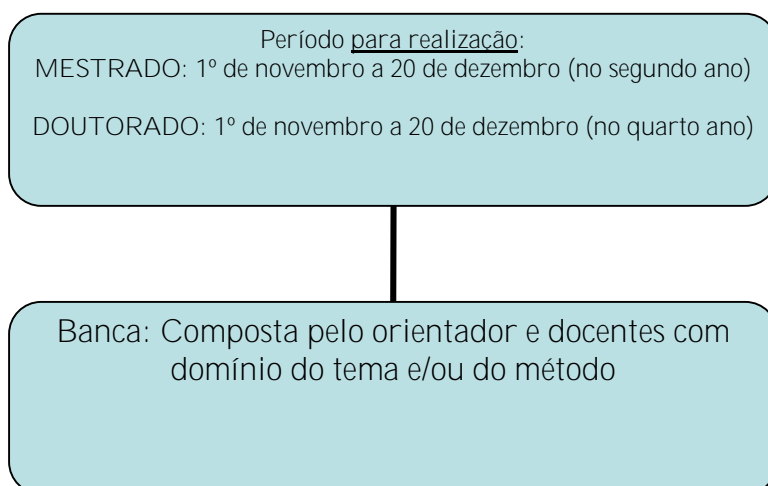 Período para realização:
MESTRADO: 1º de novembro a 20 de dezembro (no segundo ano)
DOUTORADO: 1º de novembro a 20 de dezembro (no quarto ano)
Banca: Composta pelo orientador e docentes com
domínio do tema e/ou do método